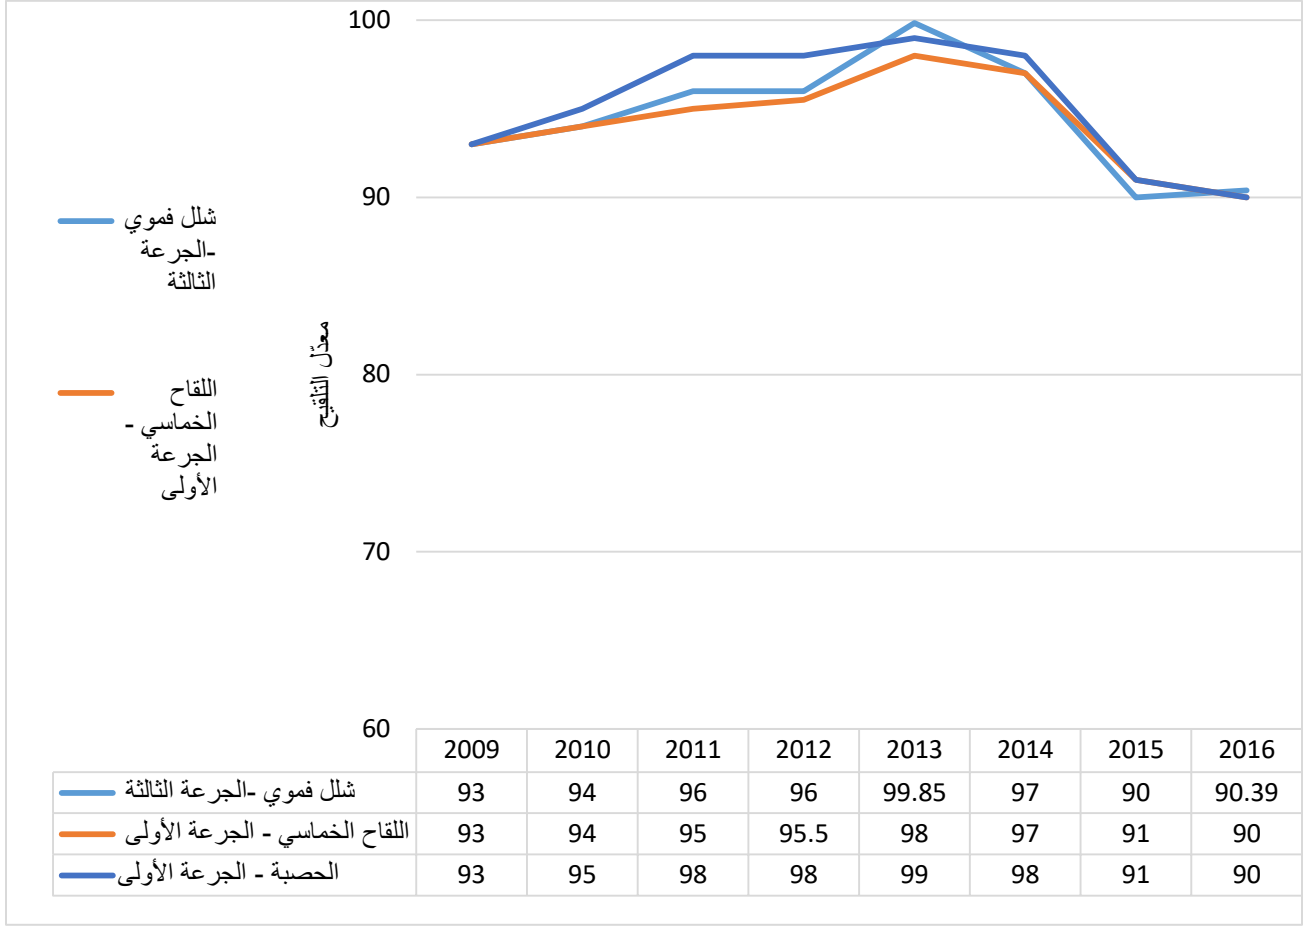 100
90
80
70
60
معدّل التلقيح
شلل فموي
-الجرعة
الثالثة
اللقاح
الخماسي -
الجرعة
الأولى
2009 2010 2011 2012 2013 2014 2015 2016
شلل فموي -الجرعة الثالثة 93 94 96 96 99.85 97 90 90.39
اللقاح الخماسي - الجرعة الأولى 93 94 95 95.5 98 97 91 90
الحصبة - الجرعة الأولى 93 95 98 98 99 98 91 90